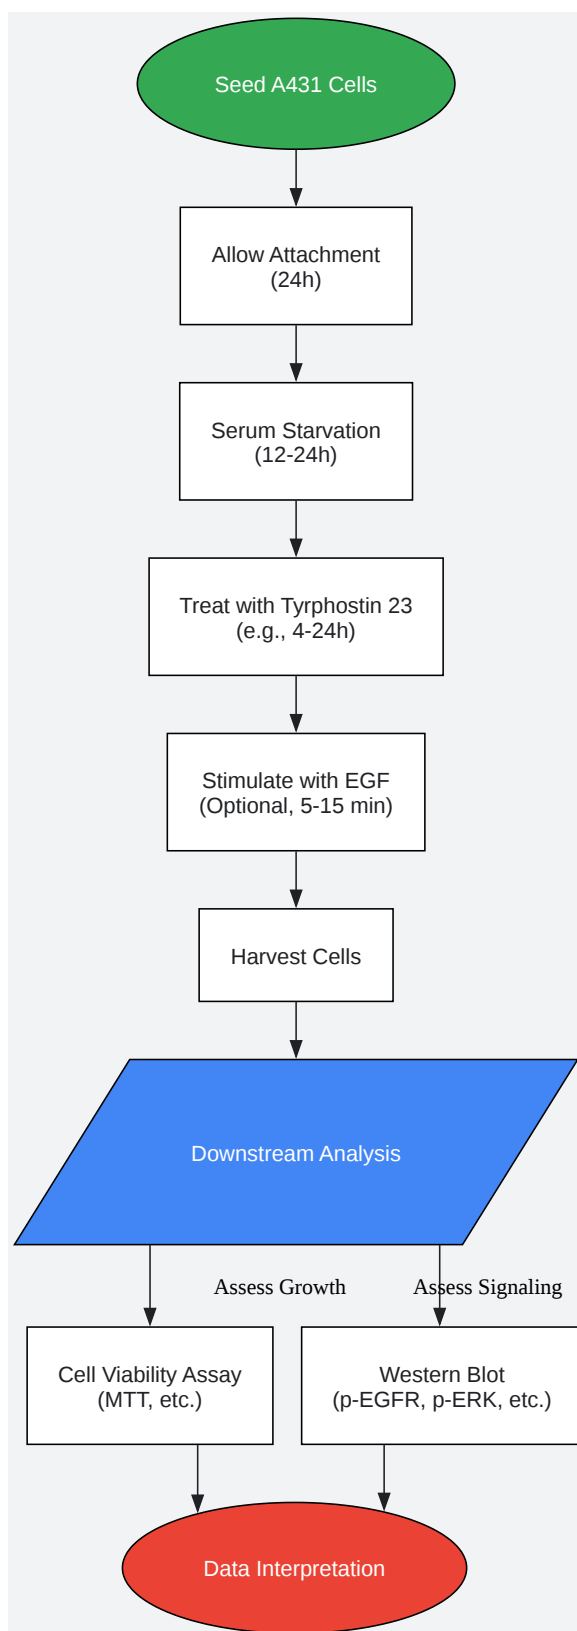 Seed A431 Cells
Allow Attachment
(24h)
Serum Starvation
(12-24h)
Treat with Tyrphostin 23
(e.g., 4-24h)
Stimulate with EGF
(Optional, 5-15 min)
Harvest Cells
Downstream Analysis
Assess Growth
Assess Signaling
Cell Viability Assay
(MTT, etc.)
Western Blot
(p-EGFR, p-ERK, etc.)
Data Interpretation